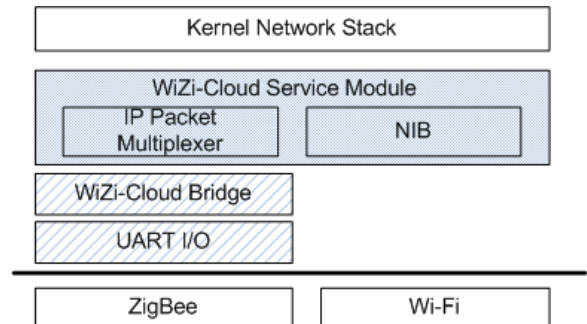 Kernel Network Stack
WiZi-Cloud Service Module
IP Packet
Multiplexer
NIB
WiZi-Cloud Bridge
UART I/O
ZigBee
Wi-Fi